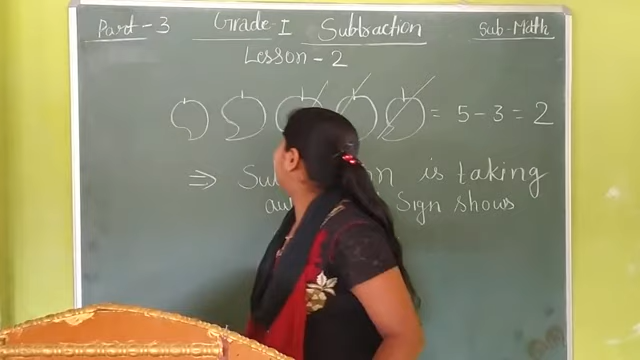 Part - 3 Grade - I Subtraction Sub - Math
Lesson - 2
= 5 - 3 = 2
⇒ is taking
Sign shows